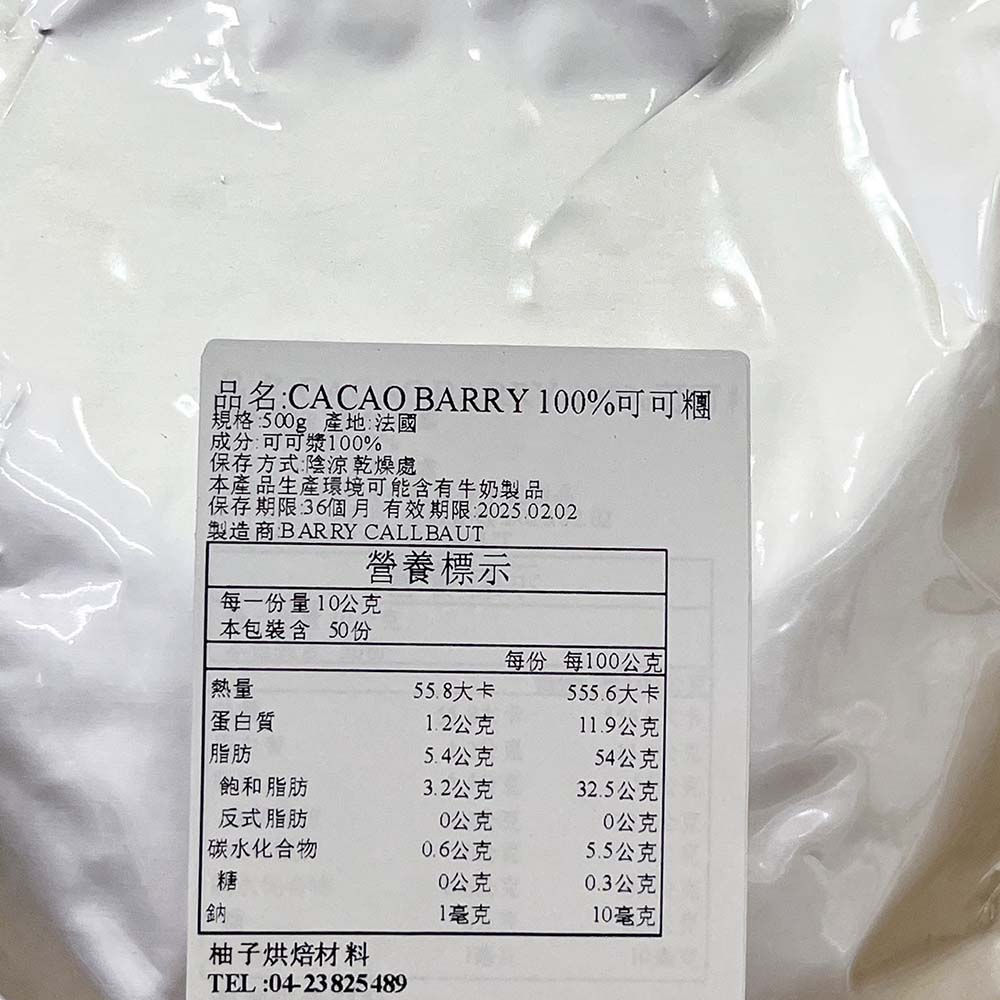 品名:CACAO BARRY 100%可可糰
規格:500g 產地:法國
成分:可可漿100%
保存方式:陰涼乾燥處
本產品生產環境可能含有牛奶製品
保存期限:36個月 有效期限:2025.02.02
製造商:BARRY CALLBAUT
營養標示
每一份量10公克
本包裝含 50份
每份 每100公克
熱量 55.8大卡 555.6大卡
蛋白質 1.2公克 11.9公克
脂肪 5.4公克 54公克
飽和脂肪 3.2公克 32.5公克
反式脂肪 0公克 0公克
碳水化合物 0.6公克 5.5公克
糖 0公克 0.3公克
鈉 1毫克 10毫克
柚子烘焙材料
TEL :04-23825489